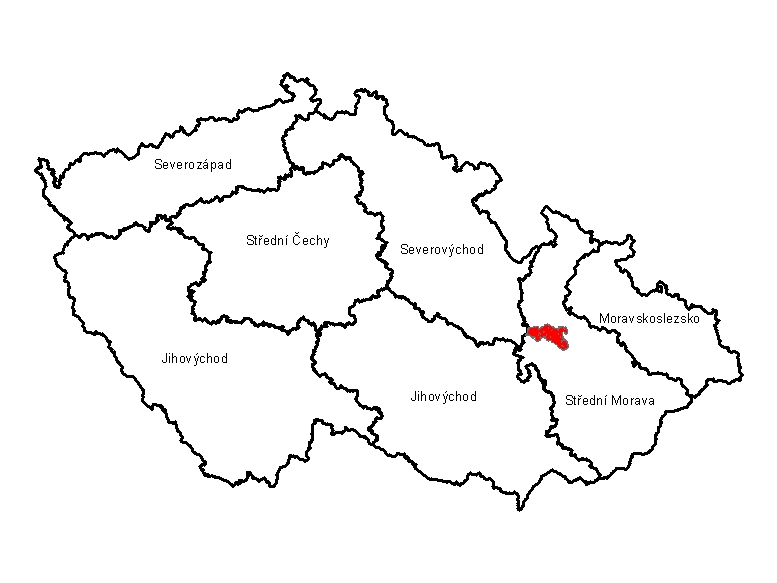 Severozápad
Střední Čechy
Severovýchod
Moravskoslezsko
Jihovýchod
Jihovýchod
Střední Morava